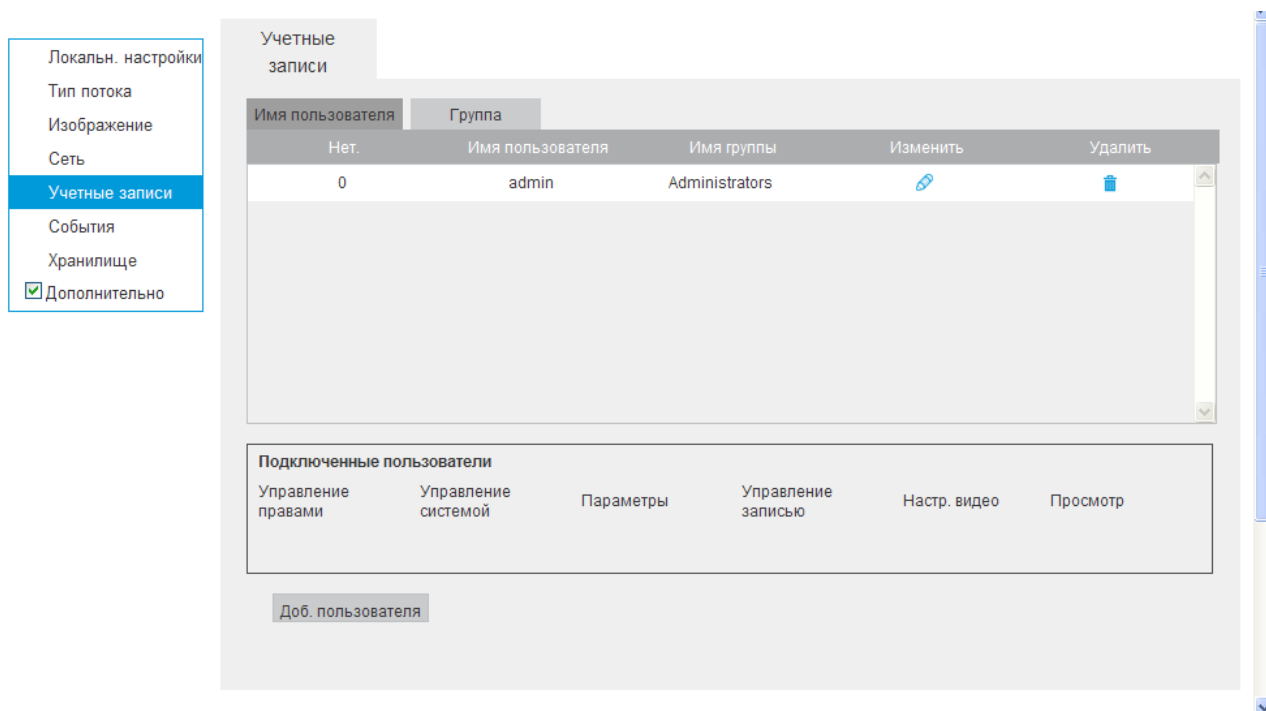 Локальн. настройки
Тип потока
Изображение
Сеть
Учетные записи
События
Хранилище
Дополнительно
Учетные
записи
Имя пользователя Группа
Нет. Имя пользователя Имя группы Изменить Удалить
0 admin Administrators
Подключенные пользователи
Управление
правами
Управление
системой
Параметры
Управление
записью
Настр. видео
Просмотр
Доб. пользователя